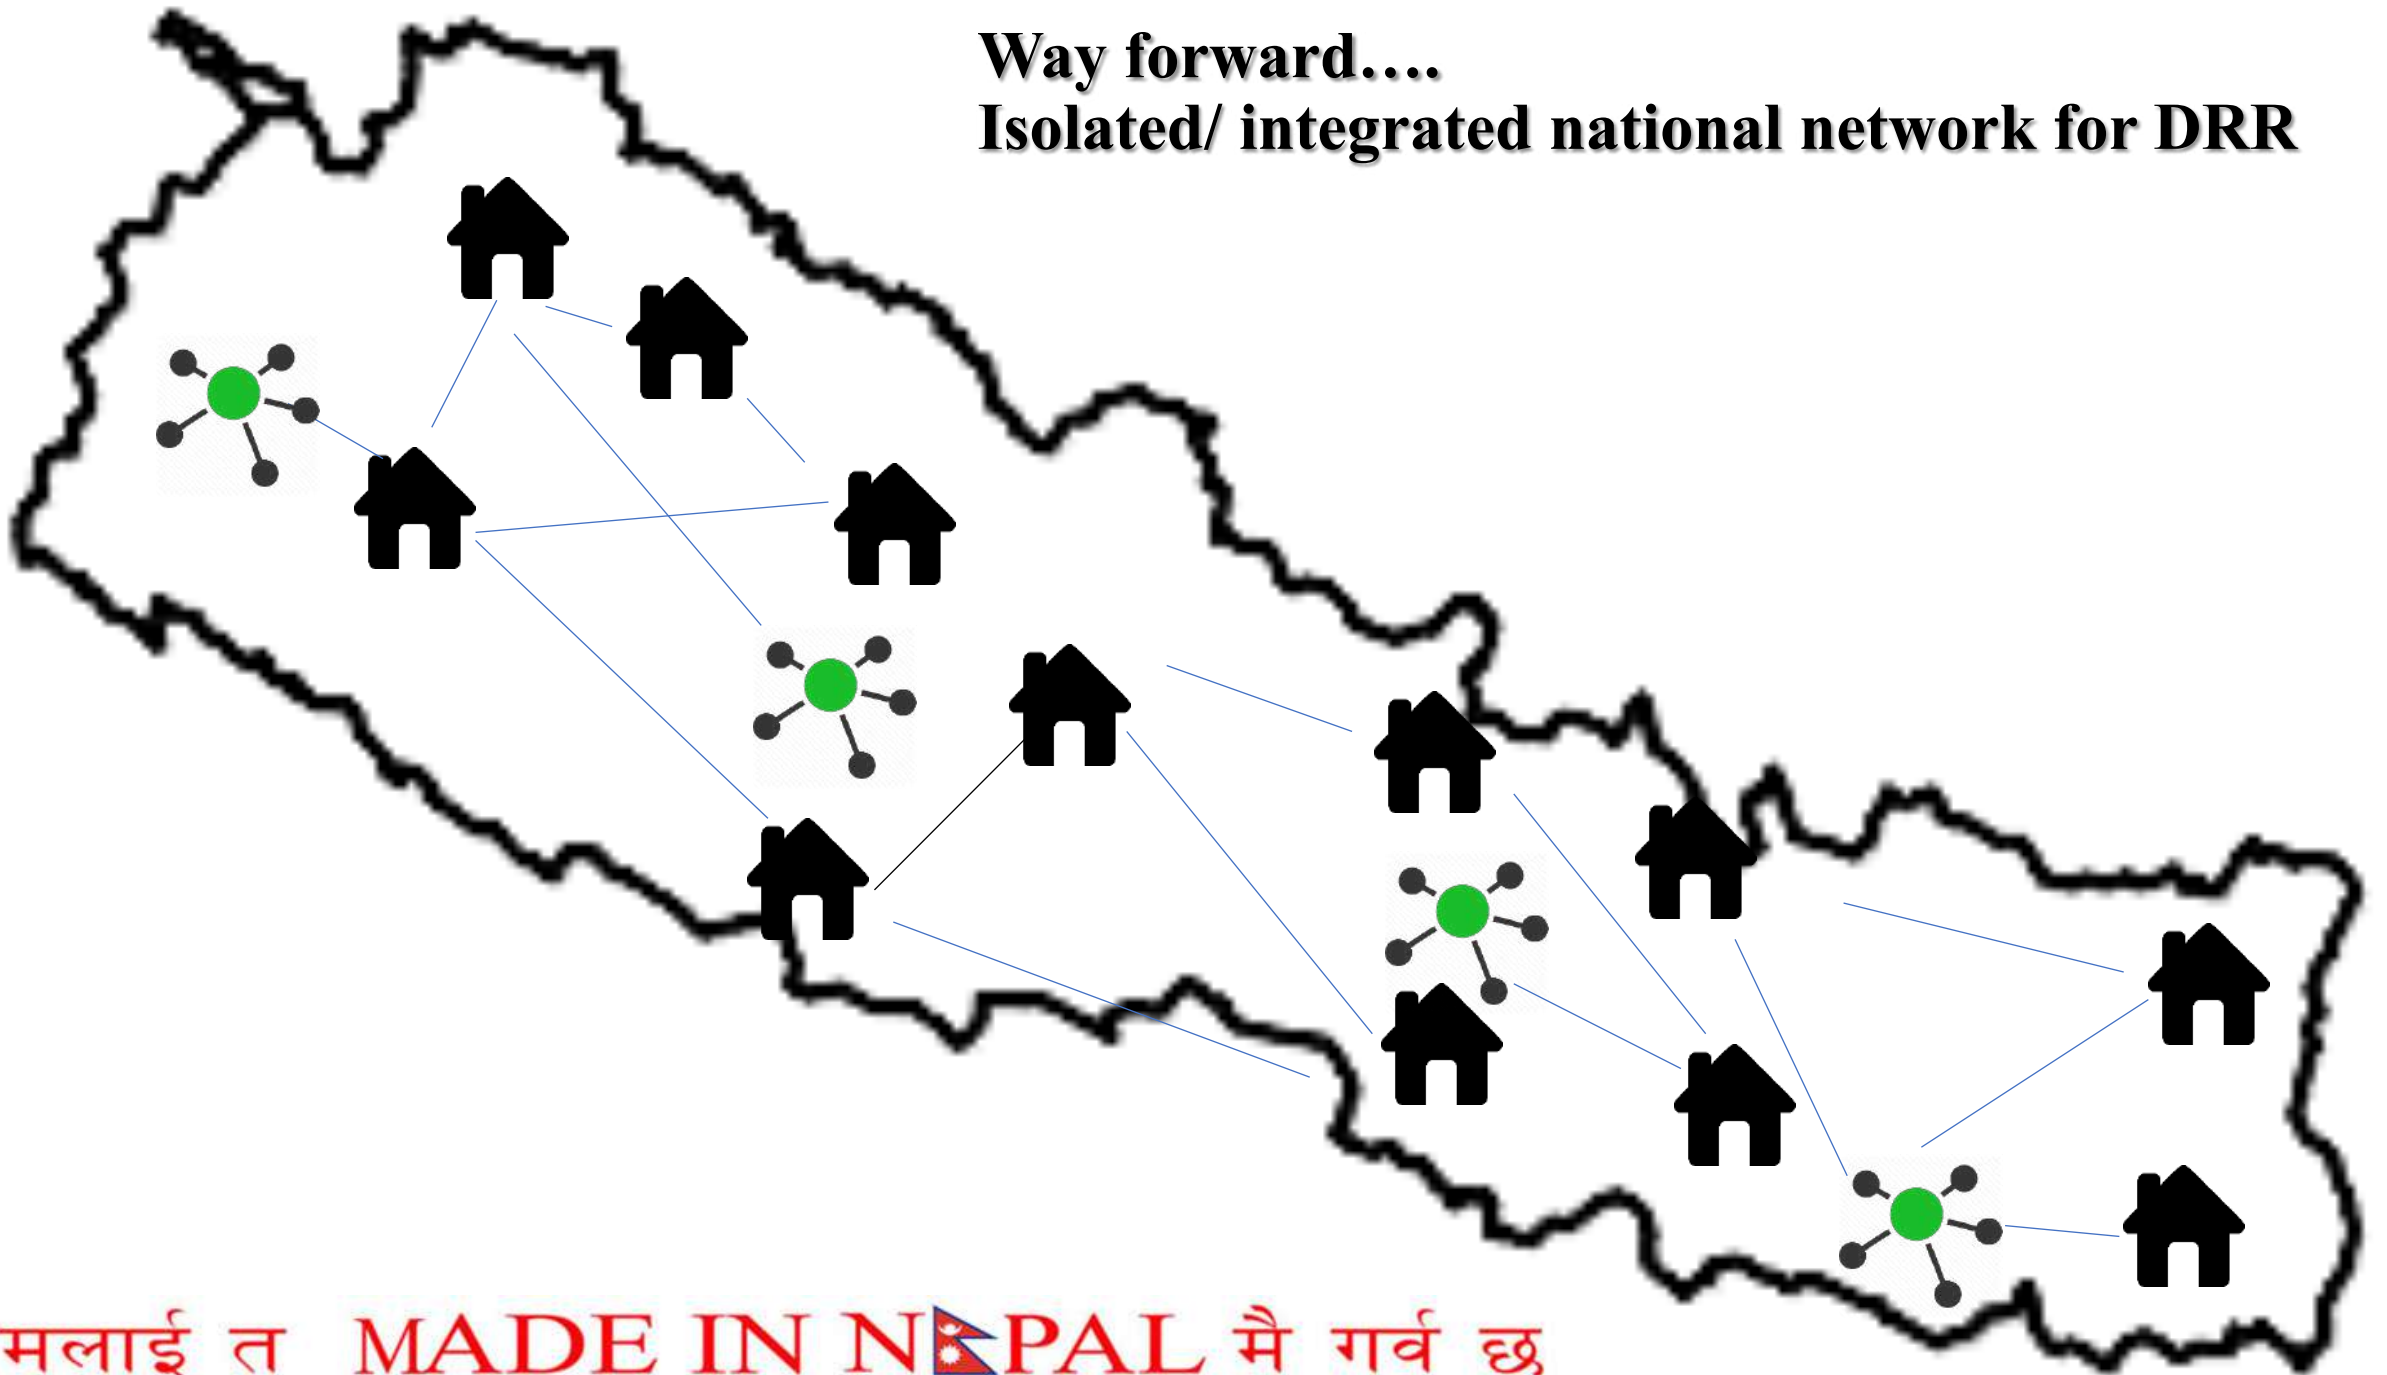 Way forward….
Isolated/ integrated national network for DRR
मलाई त MADE IN NEPAL मै गर्व छ